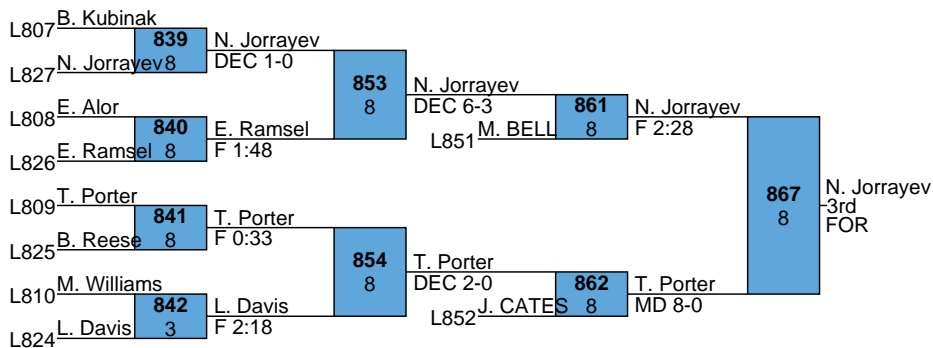 B. Kubinak
L807
839
N. Jorrayev
DEC 1-0
N. Jorrayev
8
L827
853
8
N. Jorrayev
DEC 6-3
E. Alor
L808
840
E. Ramsel
F 1:48
E. Ramsel
8
L826
861
8
M. BELL
L851
N. Jorrayev
F 2:28
T. Porter
L809
841
T. Porter
F 0:33
B. Reese
8
L825
867
8
N. Jorrayev
3rd
FOR
854
8
T. Porter
DEC 2-0
M. Williams
L810
842
L. Davis
F 2:18
L. Davis
3
L824
862
8
J. CATES
L852
T. Porter
MD 8-0